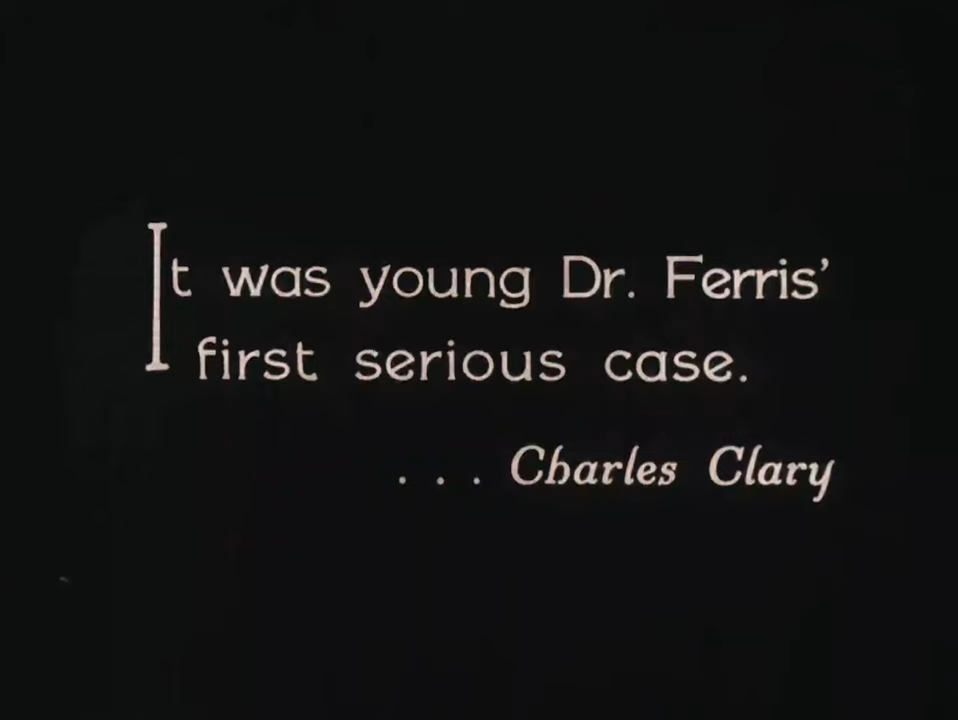 It was young Dr. Ferris’
first serious case.
. . . Charles Clary